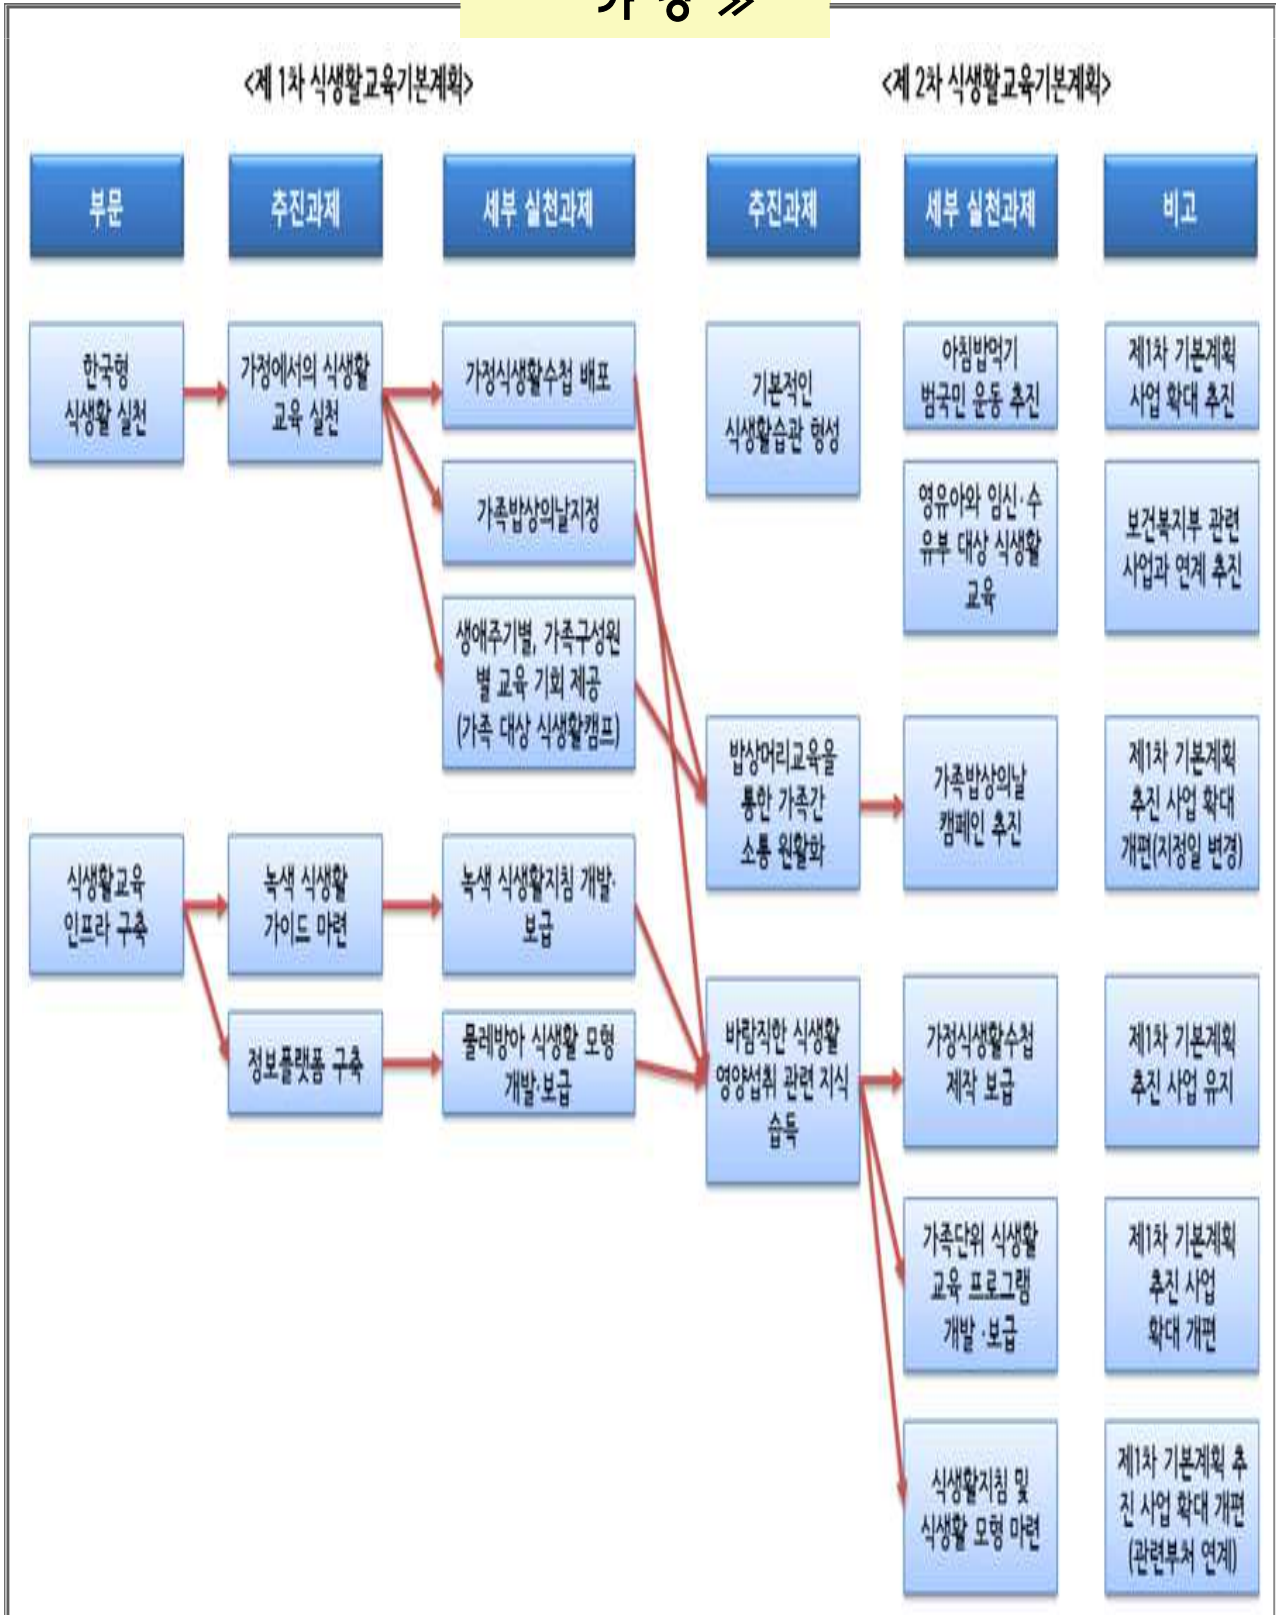 가 정 ≫
<제 1차 식생활교육기본계획>
<제 2차 식생활교육기본계획>
부문
추진과제
세부 실천과제
추진과제
세부 실천과제
비고
한국형
식생활 실천
가정에서의 식생활
교육 실천
가정식생활수첩 배포
가족밥상의날지정
생애주기별, 가족구성원
별 교육 기회 제공
(가족 대상 식생활캠프)
식생활교육
인프라 구축
녹색 식생활
가이드 마련
녹색 식생활지침 개발·
보급
정보플랫폼 구축
물레방아 식생활 모형
개발·보급
기본적인
식생활습관 형성
아침밥먹기
범국민 운동 추진
제1차 기본계획
사업 확대 추진
영유아와 임신·수
유부 대상 식생활
교육
보건복지부 관련
사업과 연계 추진
밥상머리교육을
통한 가족간
소통 원활화
가족밥상의날
캠페인 추진
제1차 기본계획
추진 사업 확대
개편(지정일 변경)
바람직한 식생활
영양섭취 관련 지식
습득
가정식생활수첩
제작 보급
제1차 기본계획
추진 사업 유지
가족단위 식생활
교육 프로그램
개발 ·보급
제1차 기본계획
추진 사업
확대 개편
식생활지침 및
식생활 모형 마련
제1차 기본계획 추
진 사업 확대 개편
(관련부처 연계)